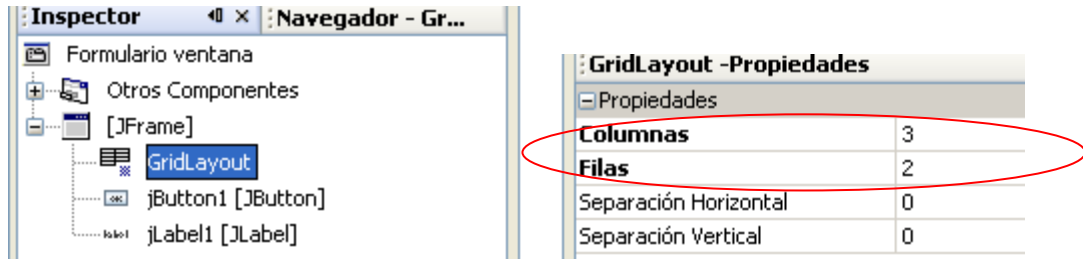 Inspector
Navegador - Gr...
Formulario ventana
Otros Componentes
[JFrame]
GridLayout
jButton1 [JButton]
jLabel1 [JLabel]
GridLayout -Propiedades
Propiedades
Columnas 3
Filas 2
Separación Horizontal 0
Separación Vertical 0